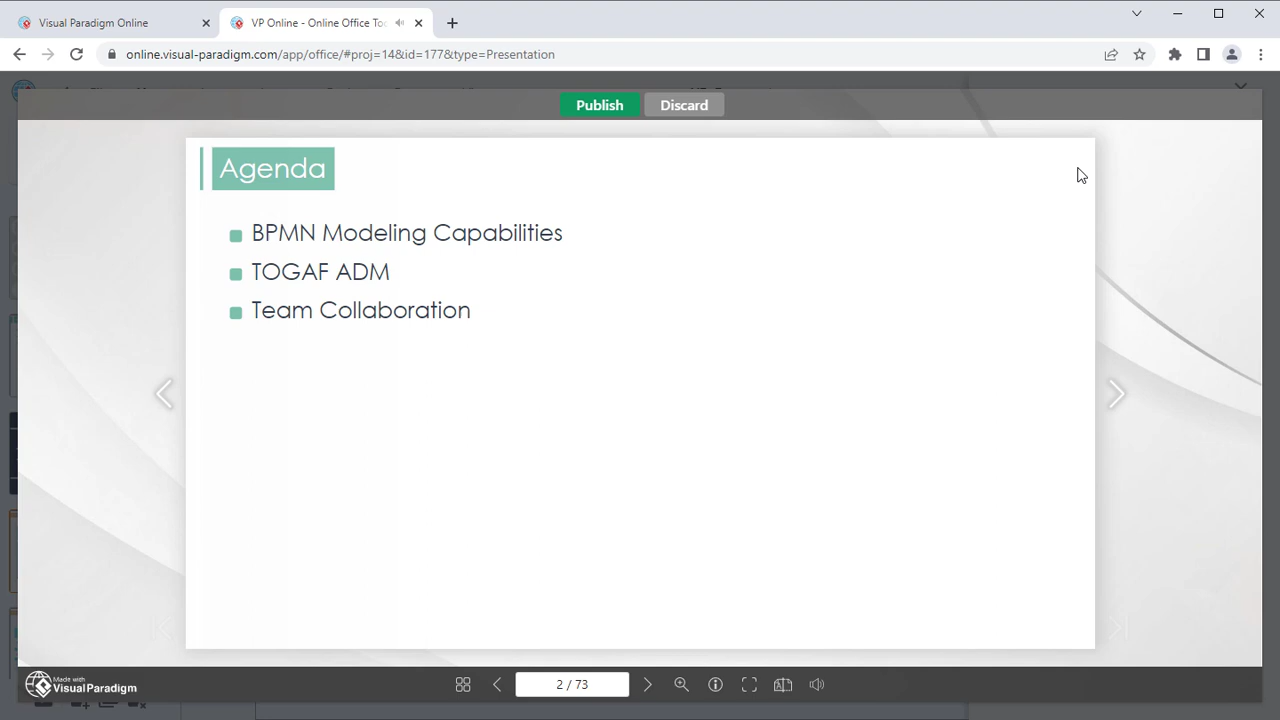 Visual Paradigm Online
VP Online - Online Office Too
online.visual-paradigm.com/app/office/#proj=14&id=177&type=Presentation
Publish
Discard
Agenda
BPMN Modeling Capabilities
TOGAF ADM
Team Collaboration
Made with
Visual Paradigm
2 / 73